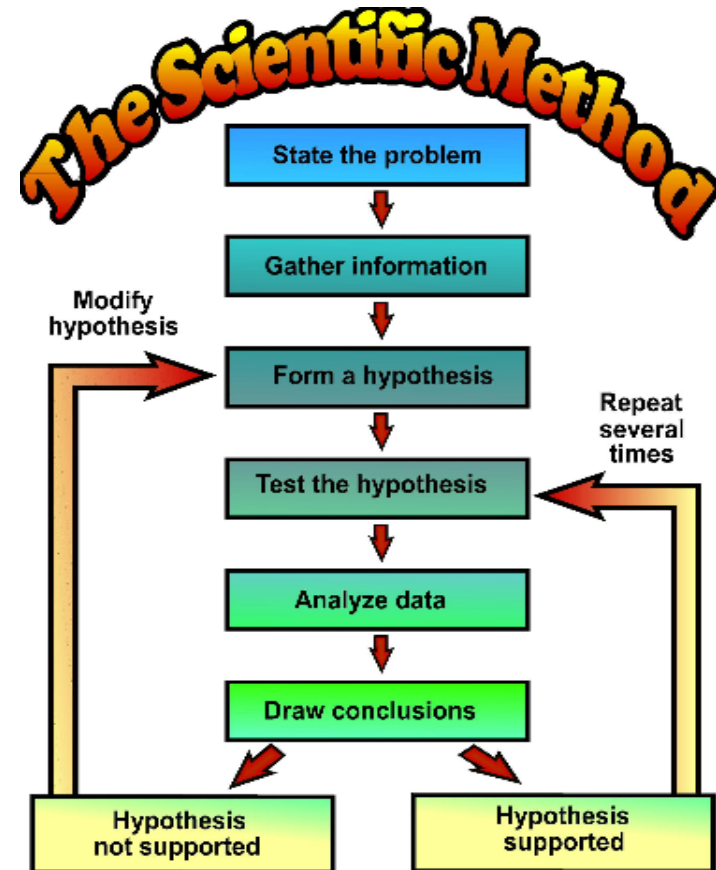 The Scientific Method
State the problem
Gather information
Modify
hypothesis
Form a hypothesis
Repeat
several
times
Test the hypothesis
Analyze data
Draw conclusions
Hypothesis
not supported
Hypothesis
supported